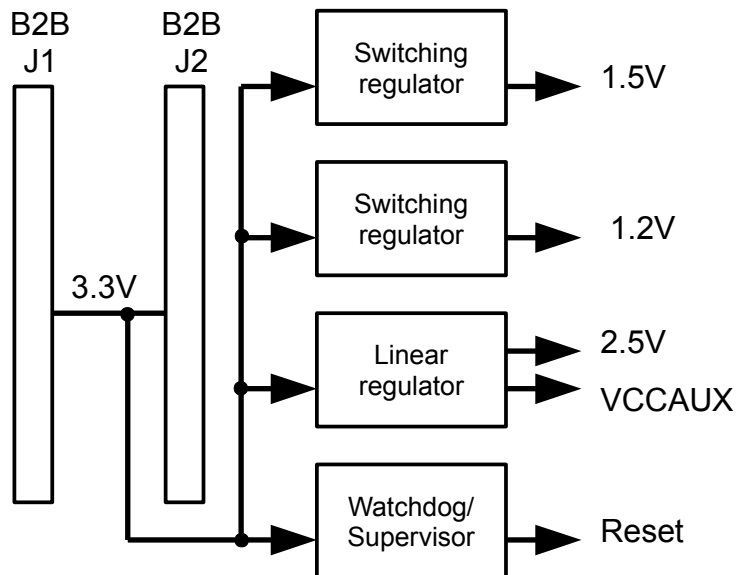 B2B
J1
B2B
J2
Switching
regulator
1.5V
Switching
regulator
1.2V
3.3V
Linear
regulator
2.5V
VCCAUX
Watchdog/
Supervisor
Reset